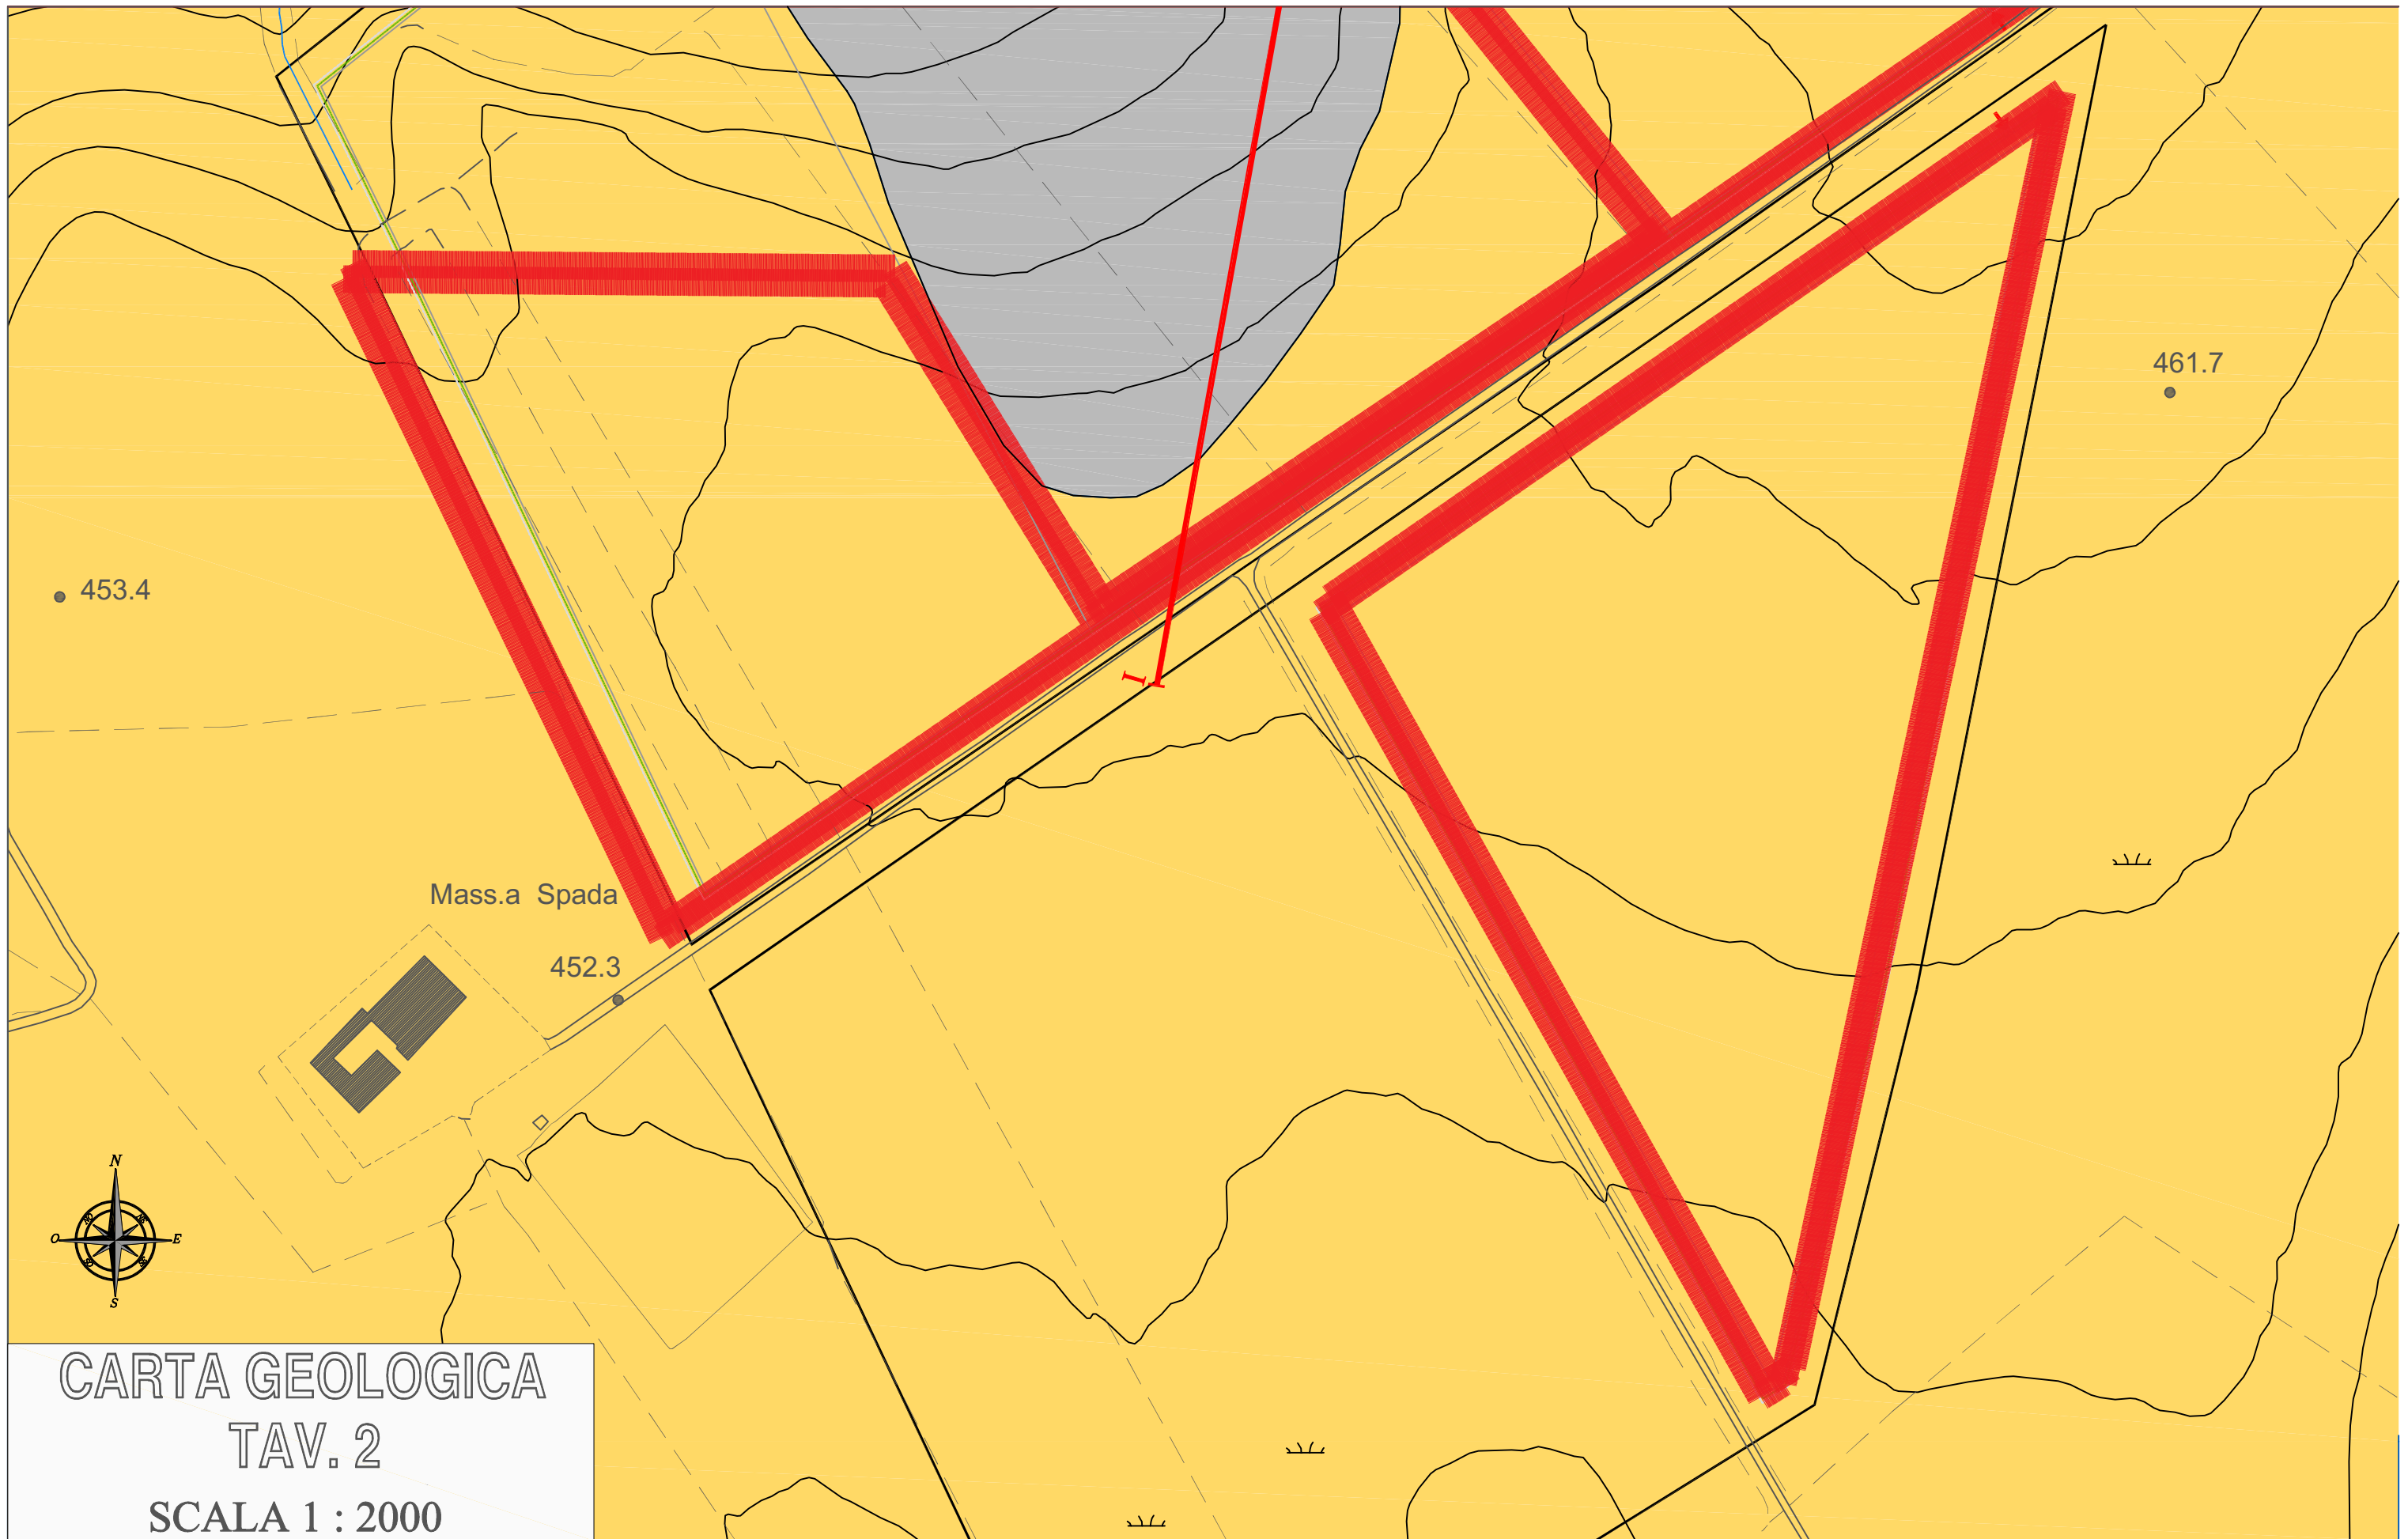 461.7
453.4
I
Mass.a Spada
452.3
N
O E
S
CARTA GEOLOGICA
TAV. 2
SCALA 1 : 2000